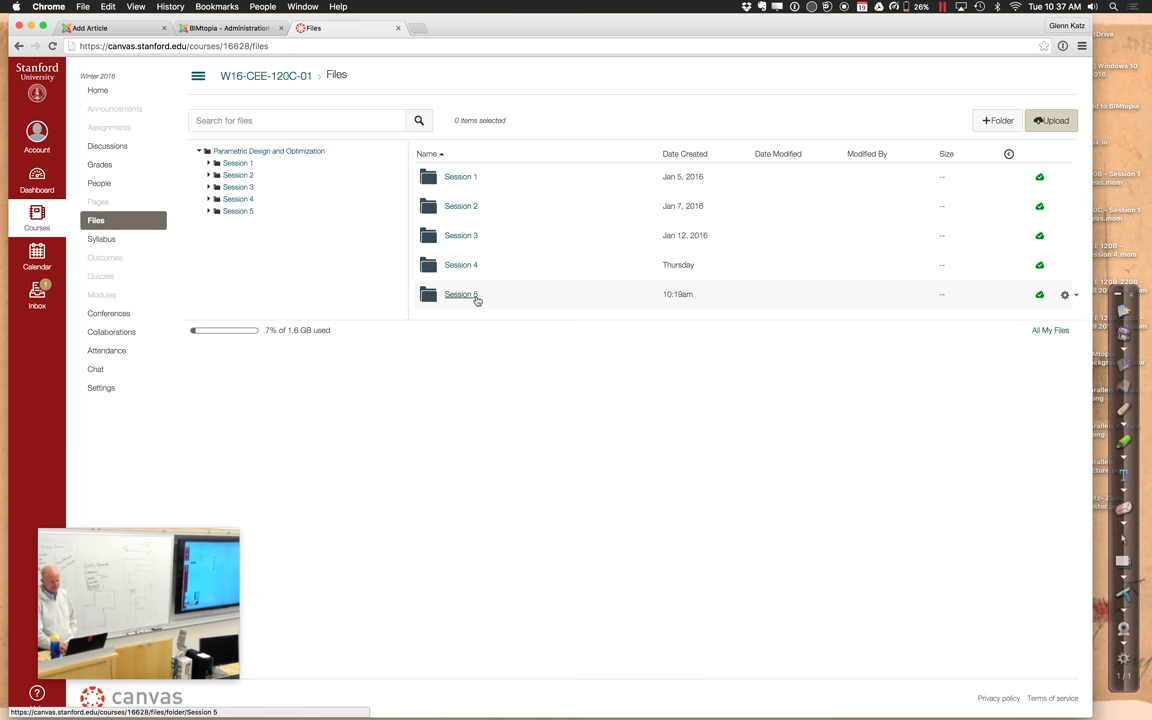 Chrome File Edit View History Bookmarks People Window Help
19 26% Tue 10 37 AM
Add Article
BIMtopia - Administration
Files
Glenn Katz
https://canvas.stanford.edu/courses/16628/files
Stanford
University
Account
Dashboard
Courses
Calendar
1
Inbox
Winter 2016
Home
Announcements
Assignments
Discussions
Grades
People
Pages
Files
Syllabus
Outcomes
Quizzes
Modules
Conferences
Collaborations
Attendance
Chat
Settings
W16-CEE-120C-01 › Files
Search for files
0 items selected
+Folder
Upload
Parametric Design and Optimization
Session 1
Session 2
Session 3
Session 4
Session 5
Name Date Created Date Modified Modified By Size
Session 1 Jan 5, 2016 --
Session 2 Jan 7, 2016 --
Session 3 Jan 12, 2016 --
Session 4 Thursday --
Session 5 10:19am --
7% of 1.6 GB used
All My Files
canvas
Privacy policy Terms of service
https://canvas.stanford.edu/courses/16628/files/folder/Session 5
1 / 1